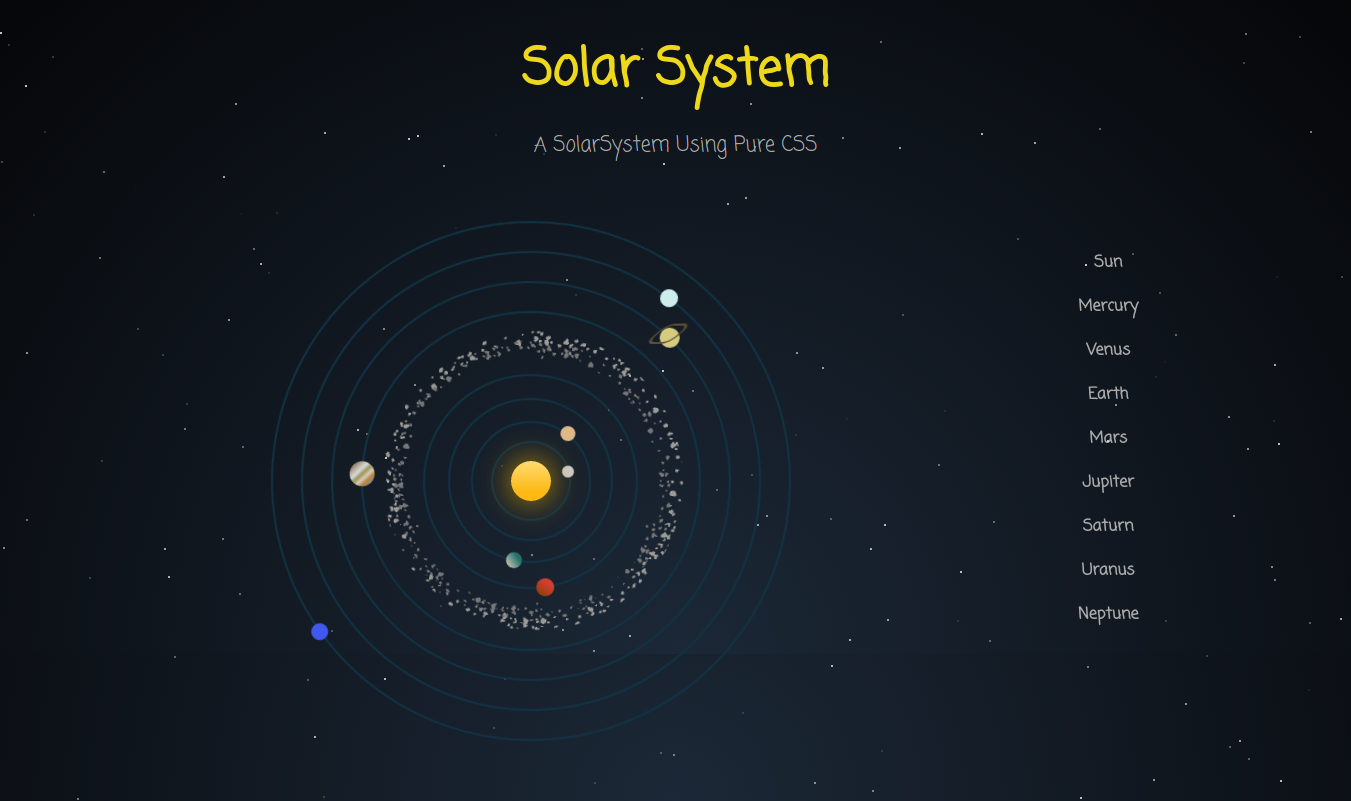 Solar System
A SolarSystem Using Pure CSS
Sun
Mercury
Venus
Earth
Mars
Jupiter
Saturn
Uranus
Neptune